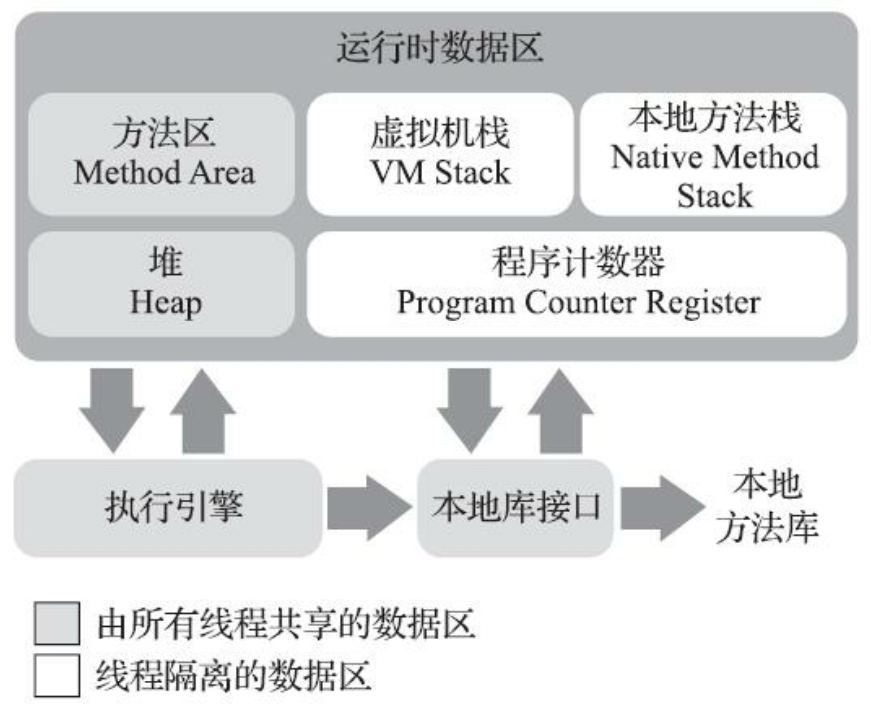 运行时数据区
方法区
Method Area
虚拟机栈
VM Stack
本地方法栈
Native Method
Stack
堆
Heap
程序计数器
Program Counter Register
执行引擎
本地库接口
本地
方法库
由所有线程共享的数据区
线程隔离的数据区